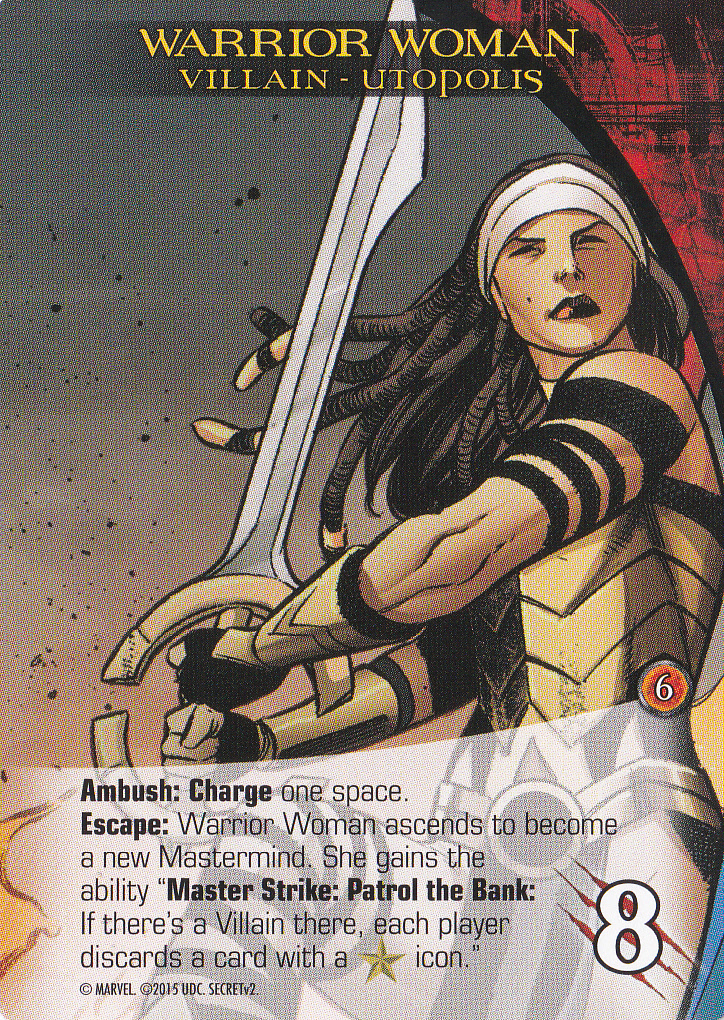 WARRIOR WOMAN
VILLAIN - UTOPOLIS
6
Ambush: Charge one space.
Escape: Warrior Woman ascends to become
a new Mastermind. She gains the
ability “Master Strike: Patrol the Bank:
If there's a Villain there, each player
discards a card with a icon.”
8
© MARVEL. ©2015 UDC. SECRETv2.